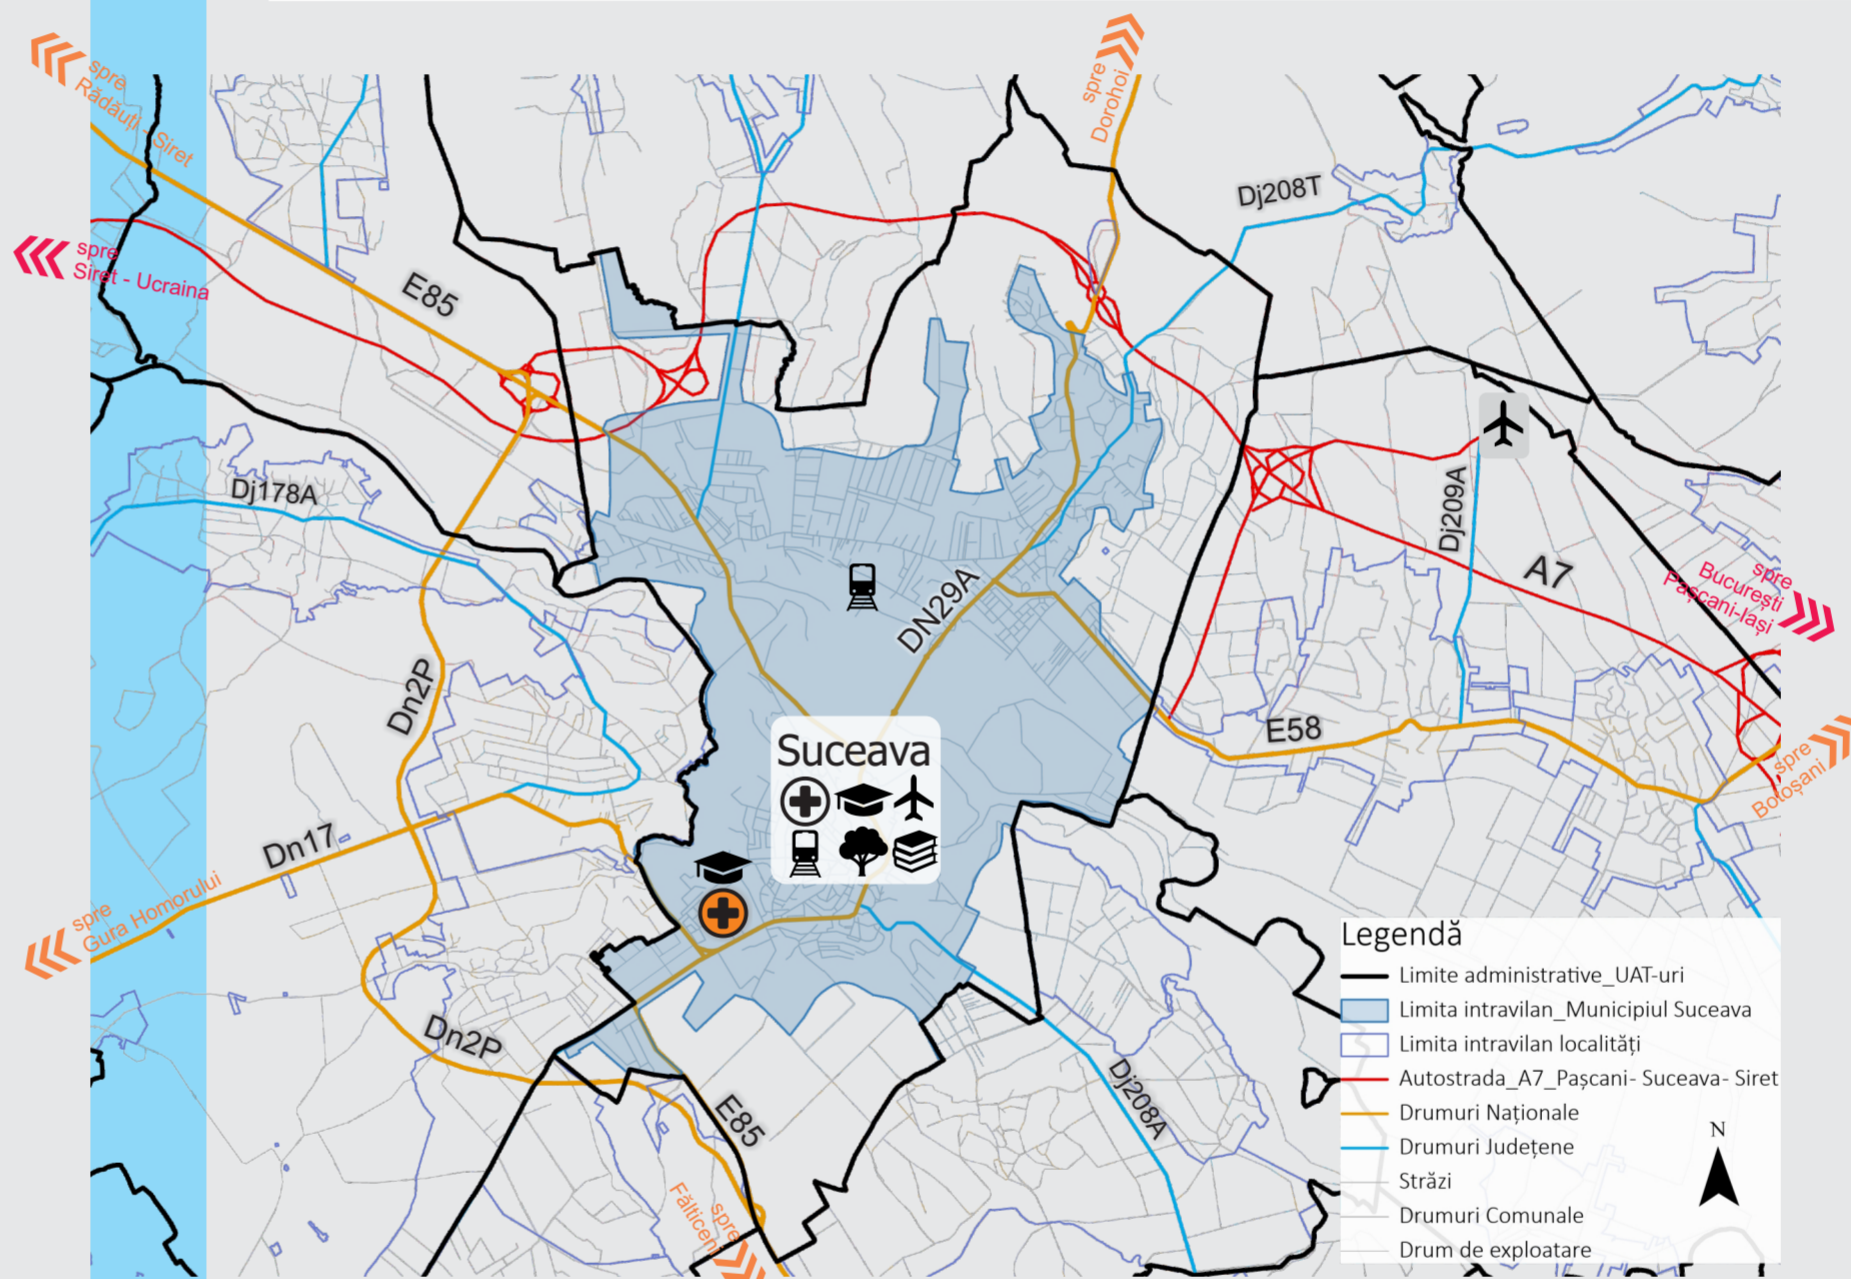 spre
Rădăuți - Siret
spre
Dorohoi
Dj208T
spre
Siret - Ucraina
E85
Dj178A
Dj209A
A7
spre
București
Pașcani-Iași
DN29A
Dn2P
E58
Suceava
spre
Botoșani
Dn17
spre
Gura Homorului
Dn2P
E85
Dj208A
spre
Fălticeni
Legendă
Limite administrative_UAT-uri
Limita intravilan_Municipiul Suceava
Limita intravilan localități
Autostrada_A7_Pașcani- Suceava- Siret
Drumuri Naționale
Drumuri Județene
Străzi
Drumuri Comunale
Drum de exploatare
N